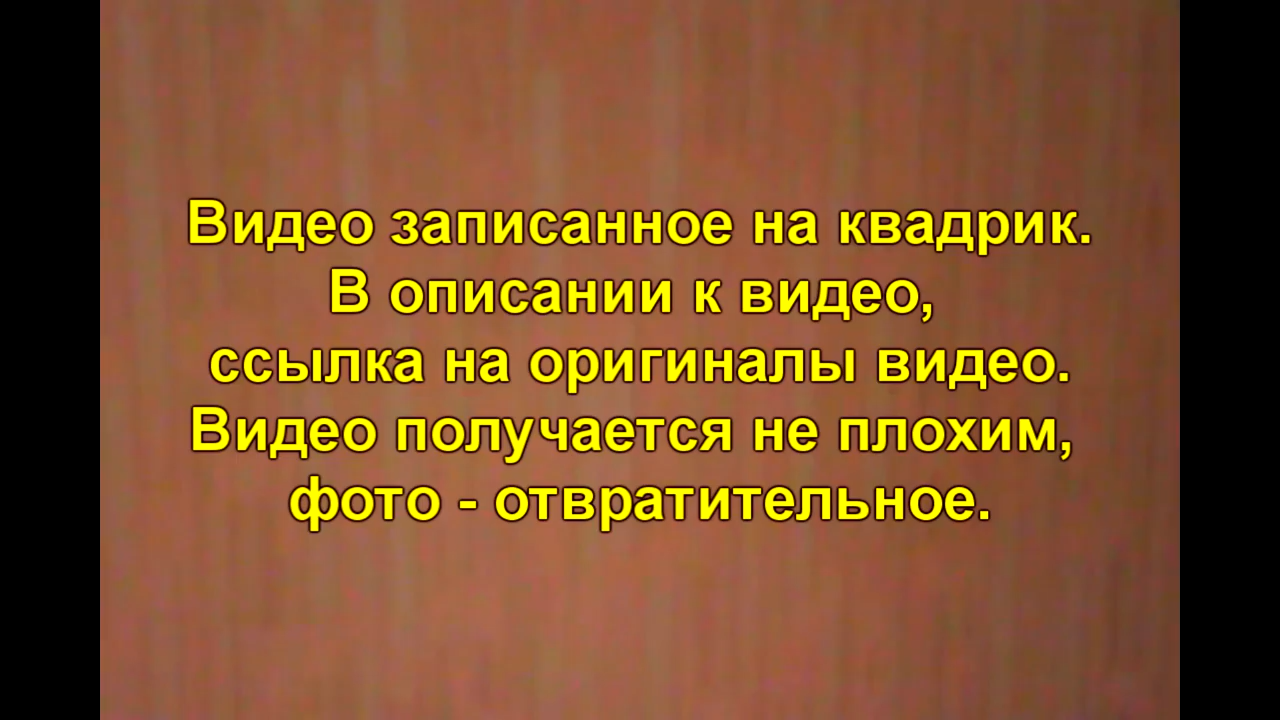 Видео записанное на квадрик.
В описании к видео,
ссылка на оригиналы видео.
Видео получается не плохим,
фото - отвратительное.